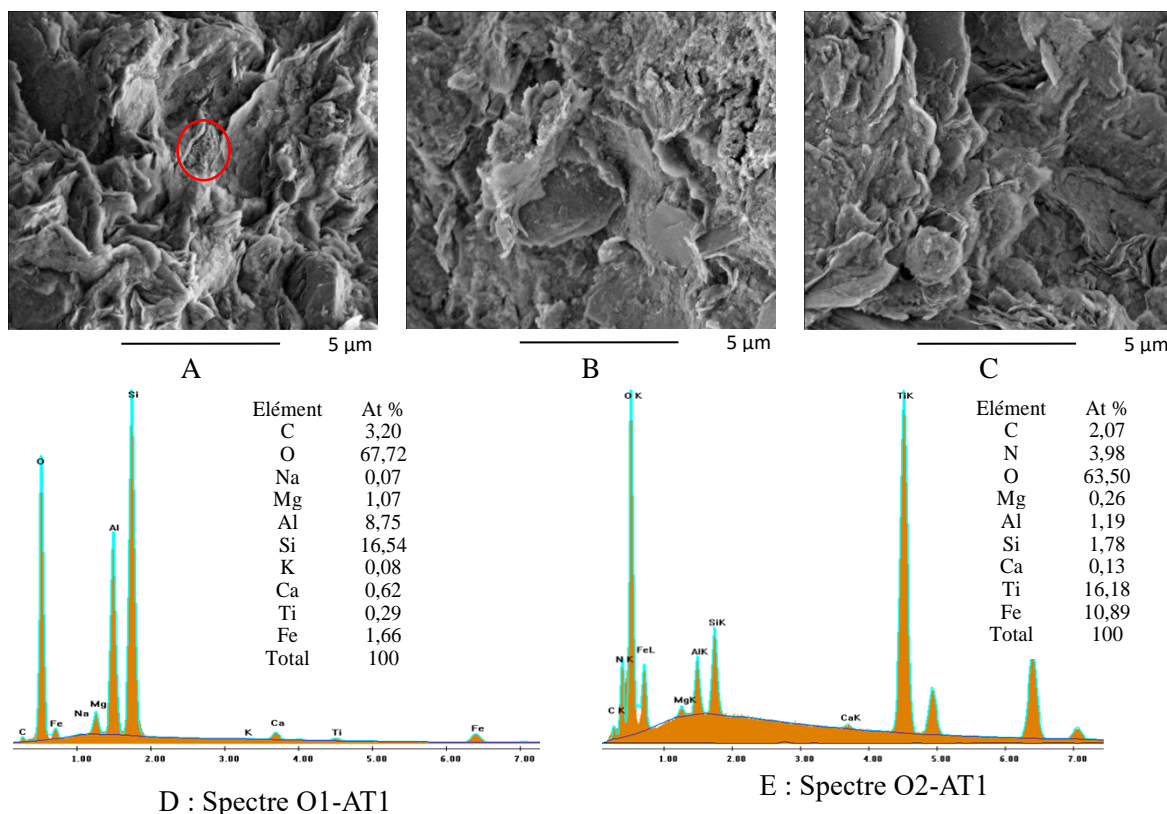 5 µm
5 µm
5 µm
A
B
C
Elément At %
C 3,20
O 67,72
Na 0,07
Mg 1,07
Al 8,75
Si 16,54
K 0,08
Ca 0,62
Ti 0,29
Fe 1,66
Total 100
Si
O
Al
C
Fe
Na
Mg
K
Ca
Ti
Fe
1.00 2.00 3.00 4.00 5.00 6.00 7.00
D : Spectre O1-AT1
Elément At %
C 2,07
N 3,98
O 63,50
Mg 0,26
Al 1,19
Si 1,78
Ca 0,13
Ti 16,18
Fe 10,89
Total 100
O K
TiK
C K
N K
FeL
MgK
AlK
SiK
CaK
1.00 2.00 3.00 4.00 5.00 6.00 7.00
E : Spectre O2-AT1